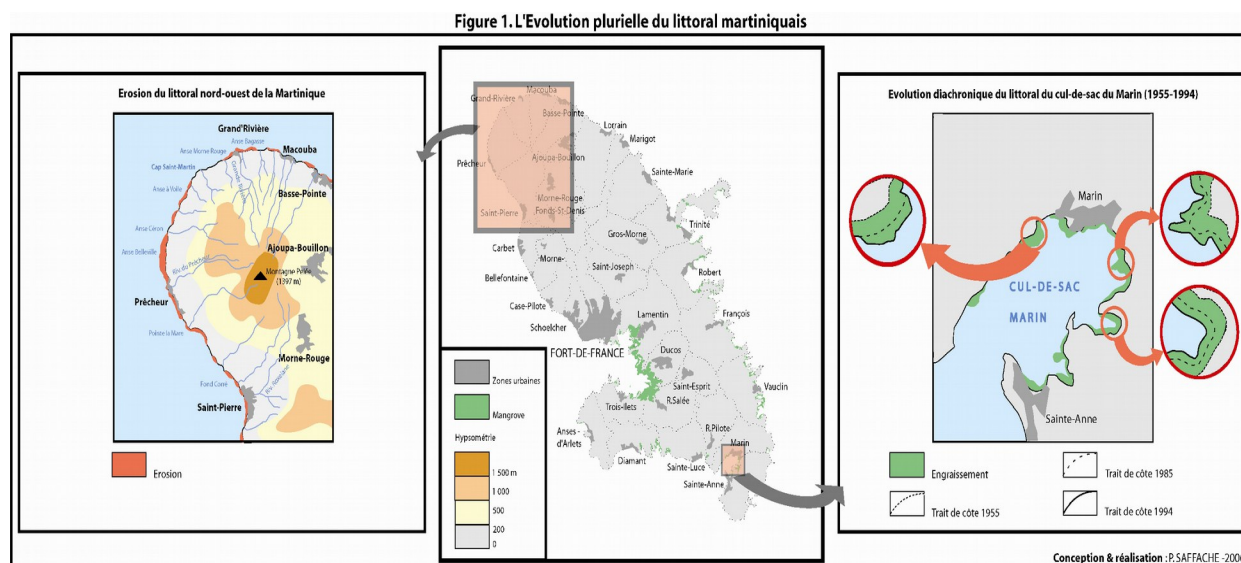 Figure 1. L'Evolution plurielle du littoral martiniquais
Erosion du littoral nord-ouest de la Martinique
Grand'Rivière
Anse Bagasse
Anse Morne-Rouge
Macouba
Cap Saint-Martin
Grande Rivière
Anse à Voile
Basse-Pointe
Anse Céron
Ajoupa-Bouillon
Anse Belleville
Riv. du Prêcheur
Montagne Pelée
(1397 m)
Prêcheur
Pointe la Mare
Morne-Rouge
Fond Coré
Saint-Pierre
Erosion
Macouba
Grand-Rivière
Basse-Pointe
Lorrain
Marigot
Ajoupa-Bouillon
Prêcheur
Sainte-Marie
Morne-Rouge
Saint-Pierre
Fonds-St-Denis
Trinité
Gros-Morne
Carbet
Morne-
Saint-Joseph
Robert
Bellefontaine
Case-Pilote
François
Schoelcher
Lamentin
FORT-DE-FRANCE
Ducos
Saint-Esprit
Vauclin
Trois-Ilets
R.Salée
Anses -
d'Arlets
R.Pilote
Marin
Diamant
Sainte-Luce
Sainte-Anne
Zones urbaines
Mangrove
Hypsométrie
1 500 m
1 000
500
200
0
Evolution diachronique du littoral du cul-de-sac du Marin (1955-1994)
Marin
CUL-DE-SAC
MARIN
Sainte-Anne
Engraissement
Trait de côte 1985
Trait de côte 1955
Trait de côte 1994
Conception & réalisation : P. SAFFACHE -2006